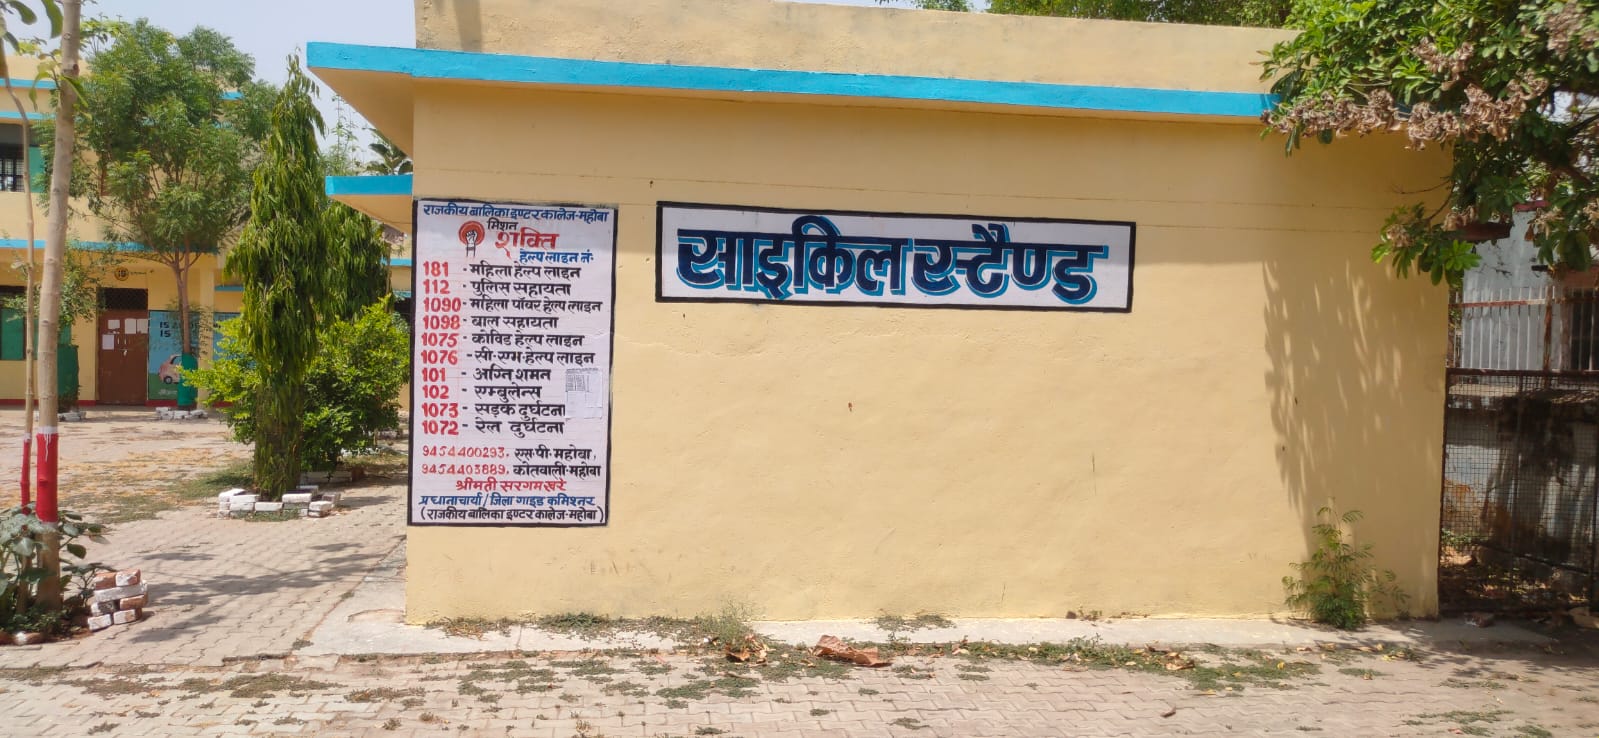 राजकीय बालिका इण्टर कालेज-महोबा
मिशन
शक्ति
हेल्प लाइन नं॰
181 - महिला हेल्प लाइन
112 - पुलिस सहायता
1090 - महिला पॉवर हेल्प लाइन
1098 - बाल सहायता
1075 - कोविड हेल्प लाइन
1076 - सी॰एम॰हेल्प लाइन
101 - अग्नि शमन
102 - एम्बुलेन्स
1073 - सड़क दुर्घटना
1072 - रेल दुर्घटना
9454400293, एस॰पी॰ महोबा,
9454403889, कोतवाली-महोबा
श्रीमती सरगम खरे
प्रधानाचार्या/जिला गाइड कमिश्नर
(राजकीय बालिका इण्टर कालेज-महोबा)
साइकिल स्टैण्ड